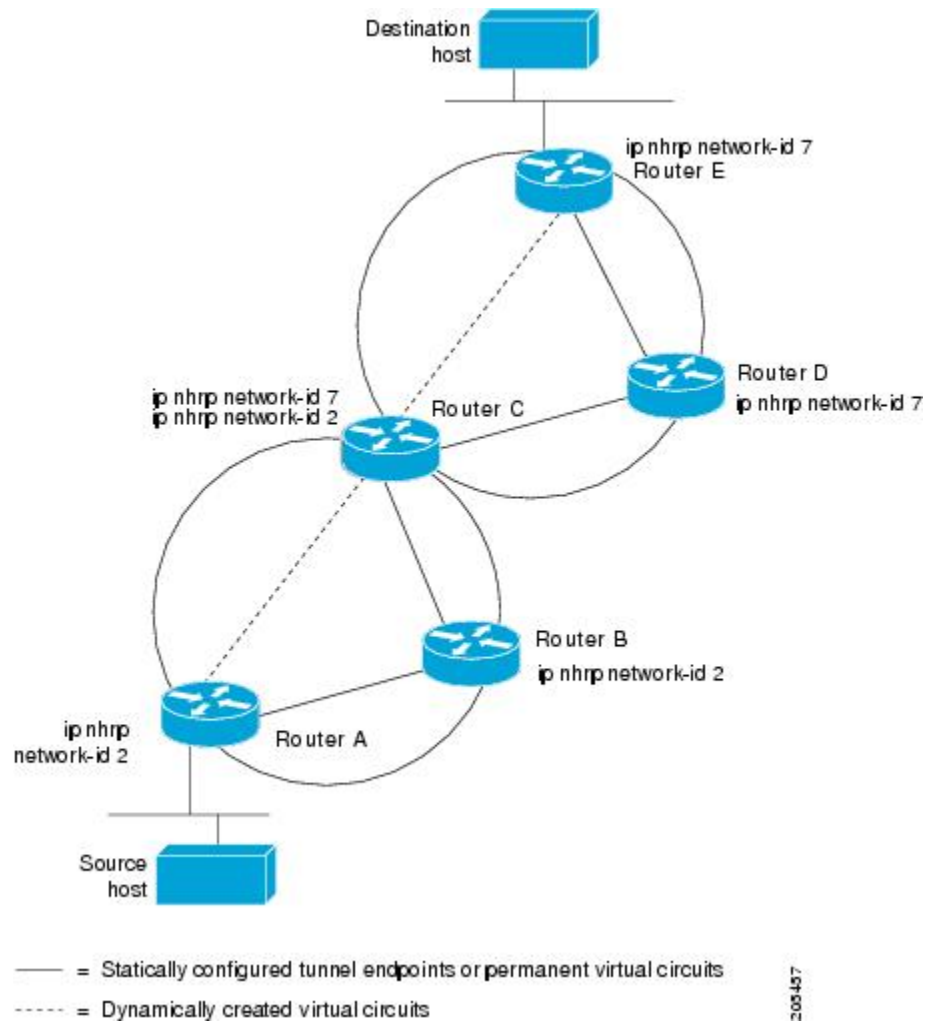 Destination
host
ip nhrp network-id 7
Router E
Router D
ip nhrp network-id 7
ip nhrp network-id 7
ip nhrp network-id 2
Router C
Router B
ip nhrp network-id 2
ip nhrp
network-id 2
Router A
Source
host
= Statically configured tunnel endpoints or permanent virtual circuits
= Dynamically created virtual circuits